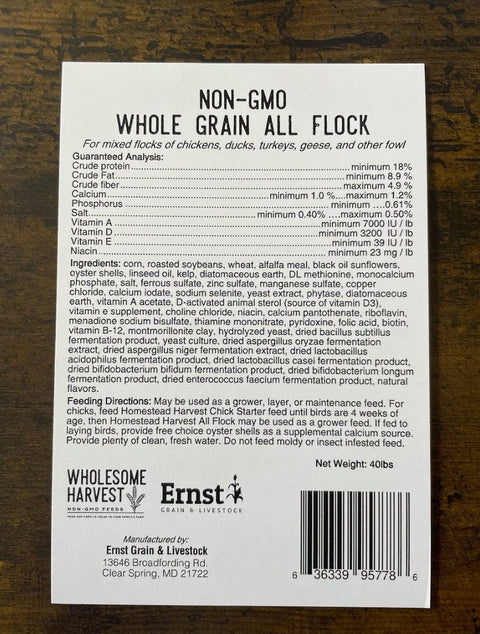 NON-GMO
WHOLE GRAIN ALL FLOCK
For mixed flocks of chickens, ducks, turkeys, geese, and other fowl
Guaranteed Analysis:
Crude protein......minimum 18%
Crude Fat......minimum 8.9 %
Crude fiber......maximum 4.9 %
Calcium......minimum 1.0 %....maximum 1.2%
Phosphorus......minimum ....0.61%
Salt......minimum 0.40% ....maximum 0.50%
Vitamin A......minimum 7000 IU / lb
Vitamin D......minimum 3200 IU / lb
Vitamin E......minimum 39 IU / lb
Niacin......minimum 23 mg / lb
Ingredients: corn, roasted soybeans, wheat, alfalfa meal, black oil sunflowers,
oyster shells, linseed oil, kelp, diatomaceous earth, DL methionine, monocalcium
phosphate, salt, ferrous sulfate, zinc sulfate, manganese sulfate, copper
chloride, calcium iodate, sodium selenite, yeast extract, phytase, diatomaceous
earth, vitamin A acetate, D-activated animal sterol (source of vitamin D3),
vitamin e supplement, choline chloride, niacin, calcium pantothenate, riboflavin,
menadione sodium bisulfate, thiamine mononitrate, pyridoxine, folic acid, biotin,
vitamin B-12, montmorillonite clay, hydrolyzed yeast, dried bacillus subtilus
fermentation product, yeast culture, dried aspergillus oryzae fermentation
extract, dried aspergillus niger fermentation extract, dried lactobacillus
acidophilus fermentation product, dried lactobacillus casei fermentation product,
dried bifidobacterium bifidum fermentation product, dried bifidobacterium longum
fermentation product, dried enterococcus faecium fermentation product, natural
flavors.
Feeding Directions: May be used as a grower, layer, or maintenance feed. For
chicks, feed Homestead Harvest Chick Starter feed until birds are 4 weeks of
age, then Homestead Harvest All Flock may be used as a grower feed. If fed to
laying birds, provide free choice oyster shells as a supplemental calcium source.
Provide plenty of clean, fresh water. Do not feed moldy or insect infested feed.
Net Weight: 40lbs
WHOLESOME
HARVEST
NON-GMO FEEDS
Ernst
GRAIN & LIVESTOCK
Manufactured by:
Ernst Grain & Livestock
13646 Broadfording Rd.
Clear Spring, MD 21722
6 36339 95778 6